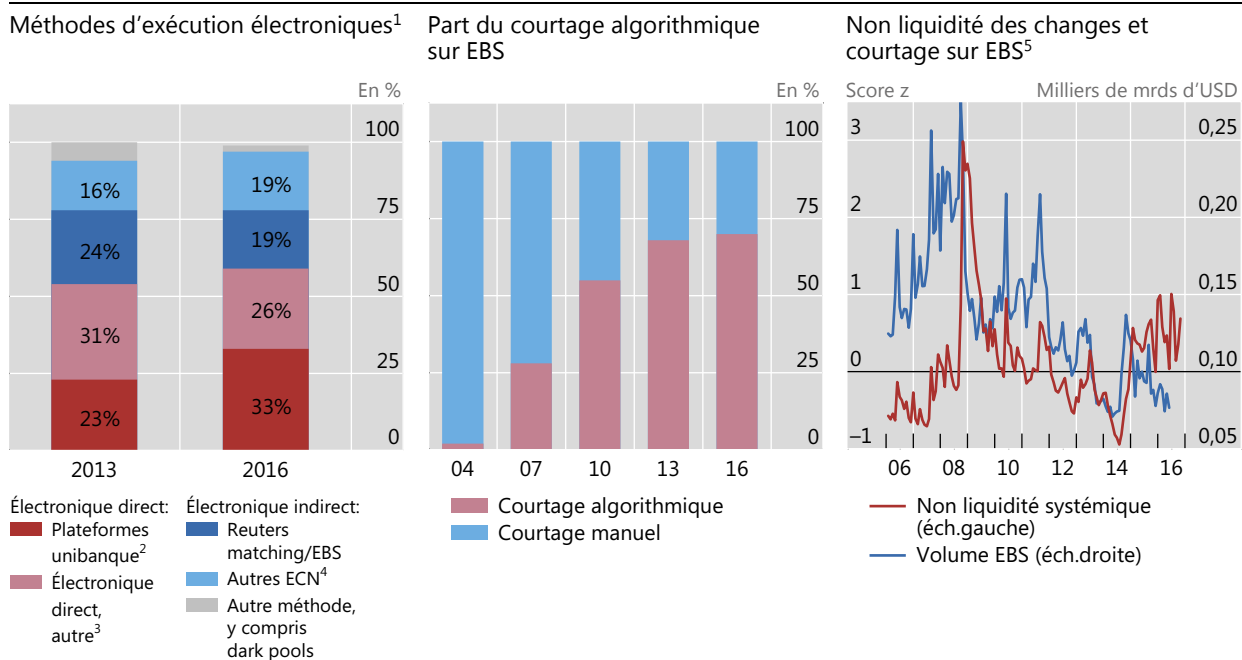 Méthodes d'exécution électroniques1
En %
100
75
50
25
0
16%
24%
31%
23%
19%
19%
26%
33%
2013 2016
Électronique direct:
Plateformes
unibanque2
Électronique
direct,
autre3
Électronique indirect:
Reuters
matching/EBS
Autres ECN4
Autre méthode,
y compris
dark pools
Part du courtage algorithmique
sur EBS
En %
100
75
50
25
0
04 07 10 13 16
Courtage algorithmique
Courtage manuel
Non liquidité des changes et
courtage sur EBS5
Score z Milliers de mrds d'USD
3 0,25
2 0,20
1 0,15
0 0,10
–1 0,05
06 08 10 12 14 16
Non liquidité systémique
(éch.gauche)
Volume EBS (éch.droite)